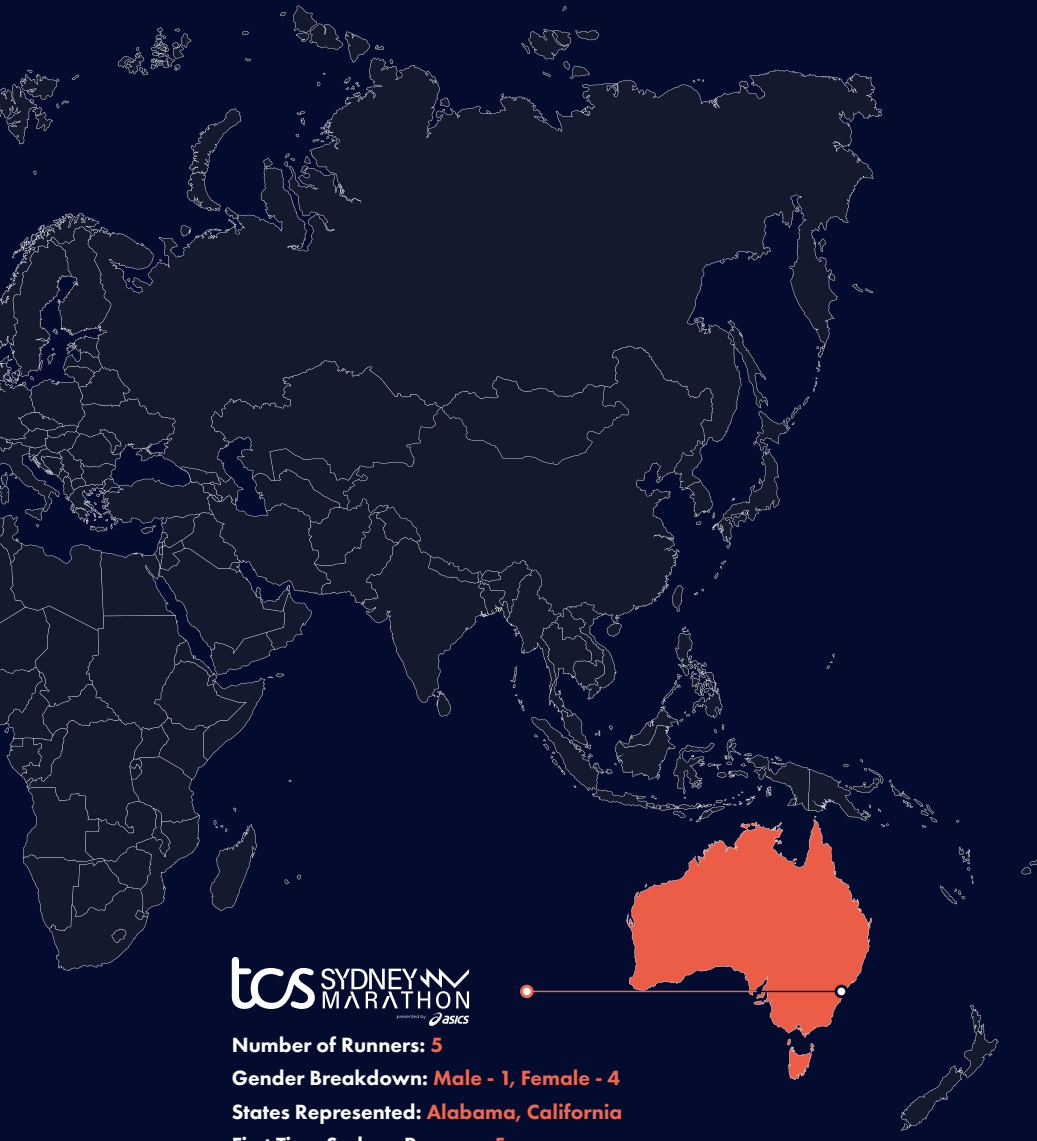 tcs SYDNEY
MARATHON
presented by asics
Number of Runners: 5
Gender Breakdown: Male - 1, Female - 4
States Represented: Alabama, California